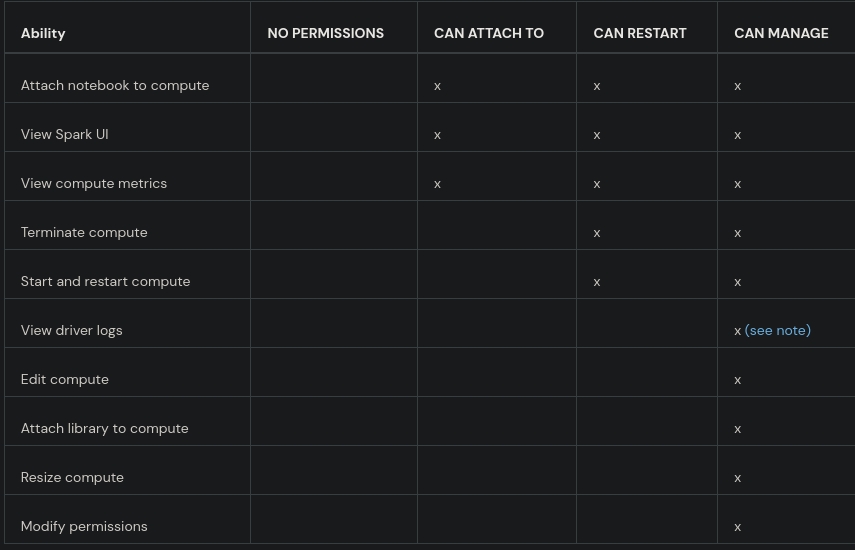 Ability NO PERMISSIONS CAN ATTACH TO CAN RESTART CAN MANAGE
Attach notebook to compute x x x
View Spark UI x x x
View compute metrics x x x
Terminate compute x x
Start and restart compute x x
View driver logs x (see note)
Edit compute x
Attach library to compute x
Resize compute x
Modify permissions x